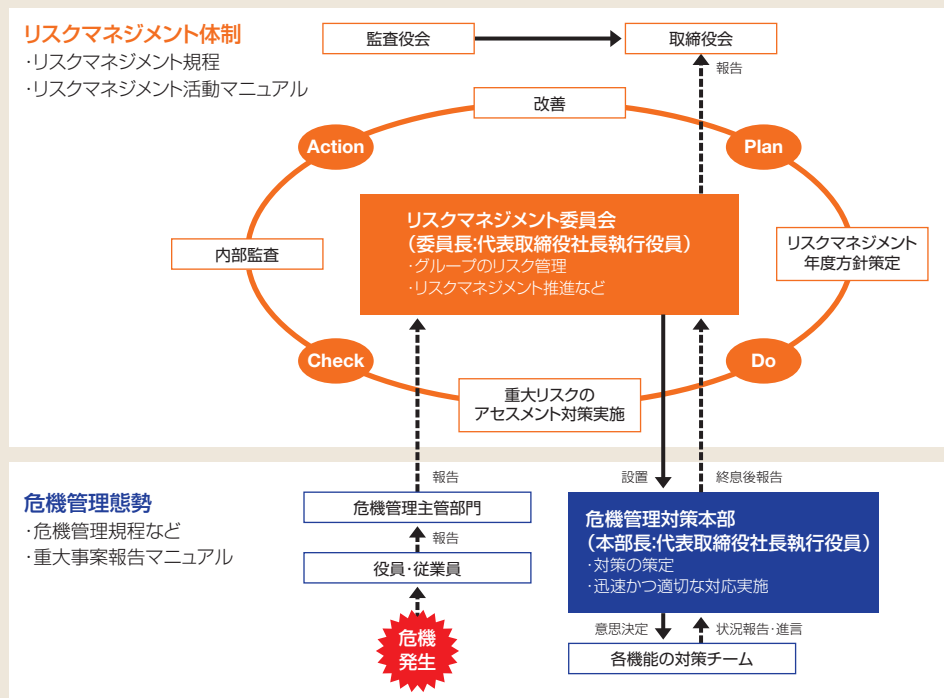 リスクマネジメント体制
・リスクマネジメント規程
・リスクマネジメント活動マニュアル
監査役会
取締役会
報告
改善
Action
Plan
リスクマネジメント委員会
(委員長:代表取締役社長執行役員)
・グループのリスク管理
・リスクマネジメント推進など
内部監査
リスクマネジメント
年度方針策定
Check
Do
重大リスクの
アセスメント対策実施
危機管理態勢
・危機管理規程など
・重大事案報告マニュアル
報告
危機管理主管部門
報告
役員・従業員
危機
発生
設置
終息後報告
危機管理対策本部
(本部長:代表取締役社長執行役員)
・対策の策定
・迅速かつ適切な対応実施
意思決定
状況報告・進言
各機能の対策チーム